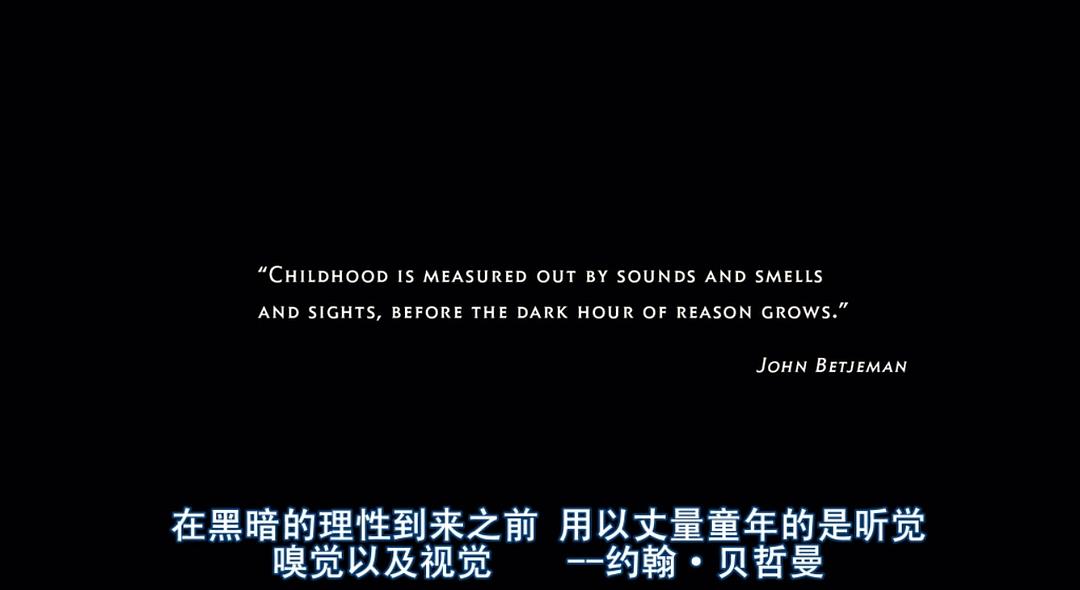 “Childhood is measured out by sounds and smells
and sights, before the dark hour of reason grows.”
John Betjeman
在黑暗的理性到来之前 用以丈量童年的是听觉
嗅觉以及视觉 --约翰·贝哲曼